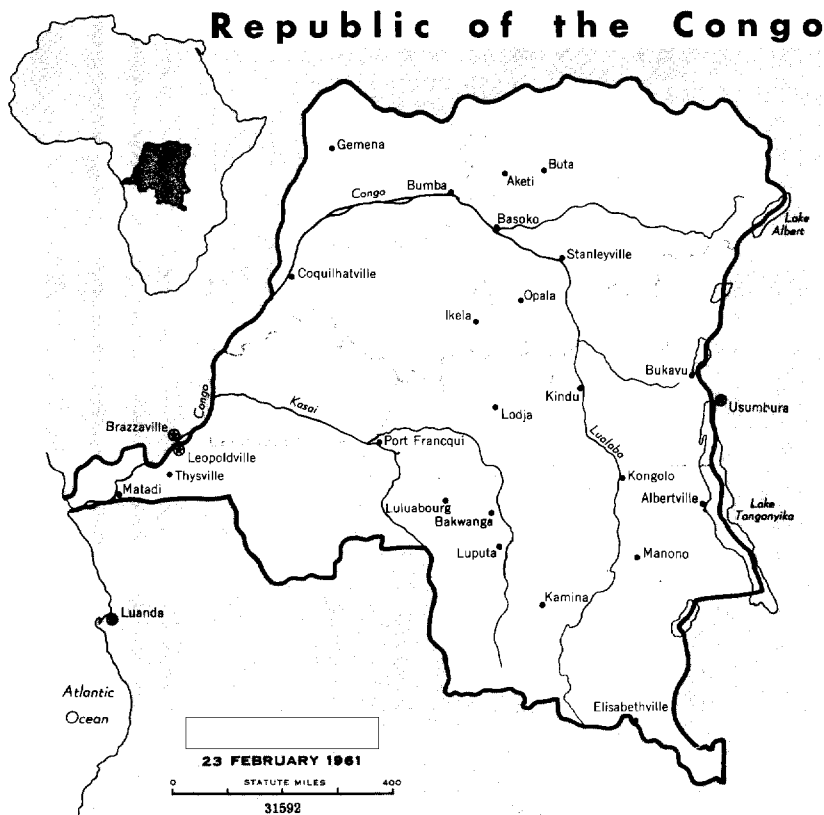 Republic of the Congo
Gemena
Buta
Aketi
Bumba
Congo
Basoko
Lake
Albert
Stanleyville
Coquilhatville
Opala
Ikela
Bukavu
Kindu
Kasai
Congo
Lodja
Usumbura
Brazzaville
Leopoldville
Port Francqui
Lualaba
Thysville
Kongolo
Matadi
Albertville
Lake
Tanganyika
Luluabourg
Bakwanga
Luputa
Manono
Kamina
Luanda
Atlantic
Ocean
Elisabethville
23 FEBRUARY 1961
0 STATUTE MILES 400
31592